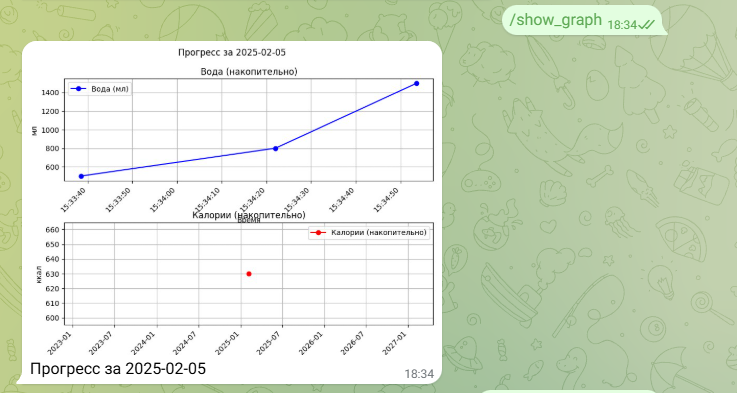 /show_graph 18:34
Прогресс за 2025-02-05
Вода (накопительно)
Вода (мл)
мл
1400
1200
1000
800
600
15:33:40 15:33:50 15:34:00 15:34:10 15:34:20 15:34:30 15:34:40 15:34:50
Время
Калории (накопительно)
Калории (накопительно)
ккал
660
650
640
630
620
610
600
2023-01 2023-07 2024-01 2024-07 2025-01 2025-07 2026-01 2026-07 2027-01
Прогресс за 2025-02-05
18:34